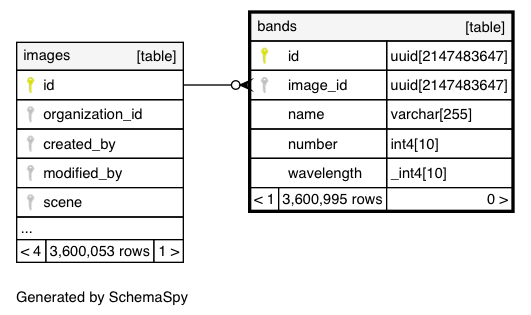 bands [table]
id uuid[2147483647]
image_id uuid[2147483647]
name varchar[255]
number int4[10]
wavelength _int4[10]
< 1 3,600,995 rows 0 >
images [table]
id
organization_id
created_by
modified_by
scene
...
< 4 3,600,053 rows 1 >
Generated by SchemaSpy